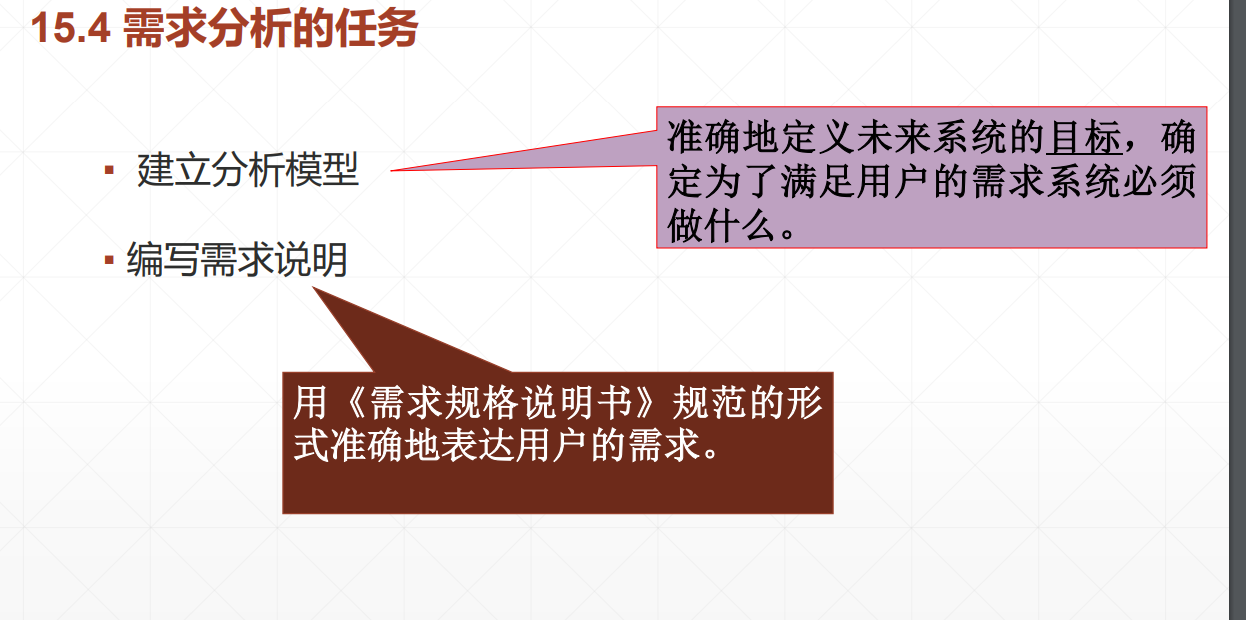 15.4 需求分析的任务
▪ 建立分析模型
准确地定义未来系统的目标，确
定为了满足用户的需求系统必须
做什么。
▪ 编写需求说明
用《需求规格说明书》规范的形
式准确地表达用户的需求。